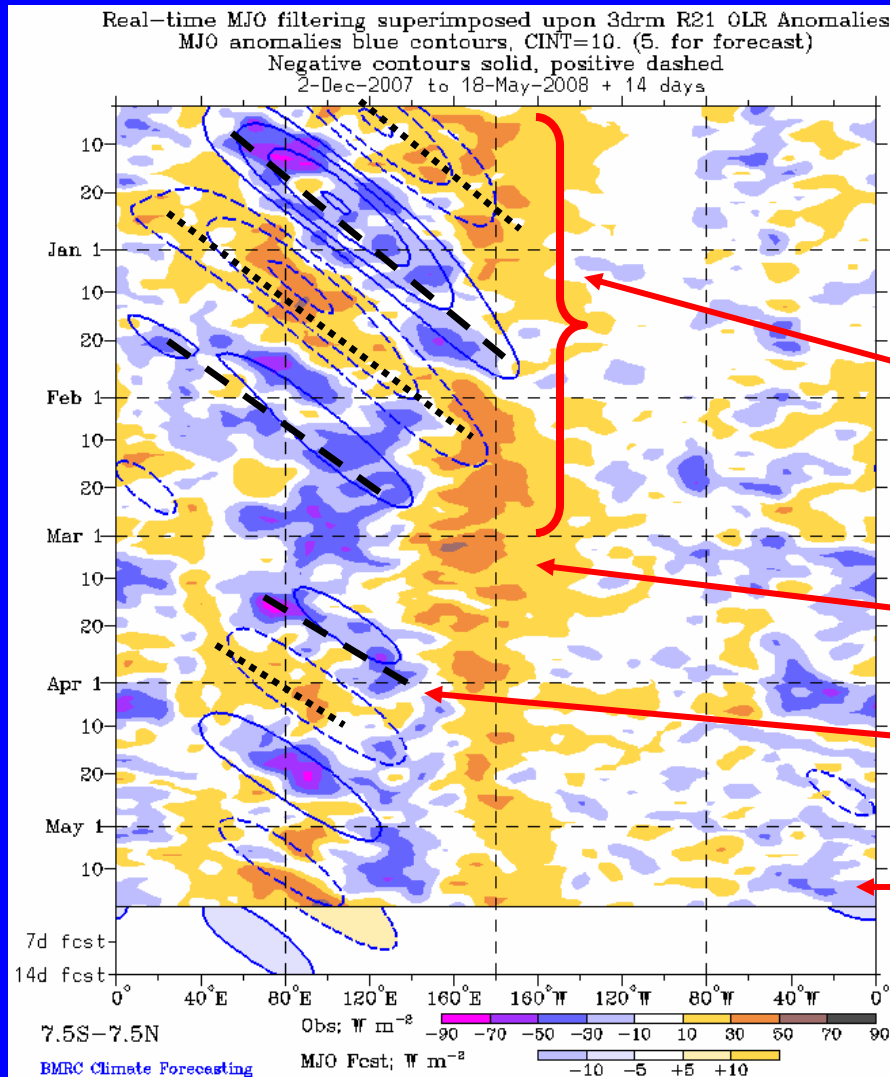 Real-time MJO filtering superimposed upon 3drm R21 OLR Anomalies
MJO anomalies blue contours, CINT=10. (5. for forecast)
Negative contours solid, positive dashed
2-Dec-2007 to 18-May-2008 + 14 days
10
20
Jan 1
10
20
Feb 1
10
20
Mar 1
10
20
Apr 1
10
20
May 1
10
7d fcst
14d fcst
0° 40°E 80°E 120°E 160°E 160°W 120°W 80°W 40°W 0°
7.5S-7.5N
Obs; W m⁻²
-90 -70 -50 -30 -10 10 30 50 70 90
BMRC Climate Forecasting
MJO Fcst; W m⁻²
-10 -5 +5 +10